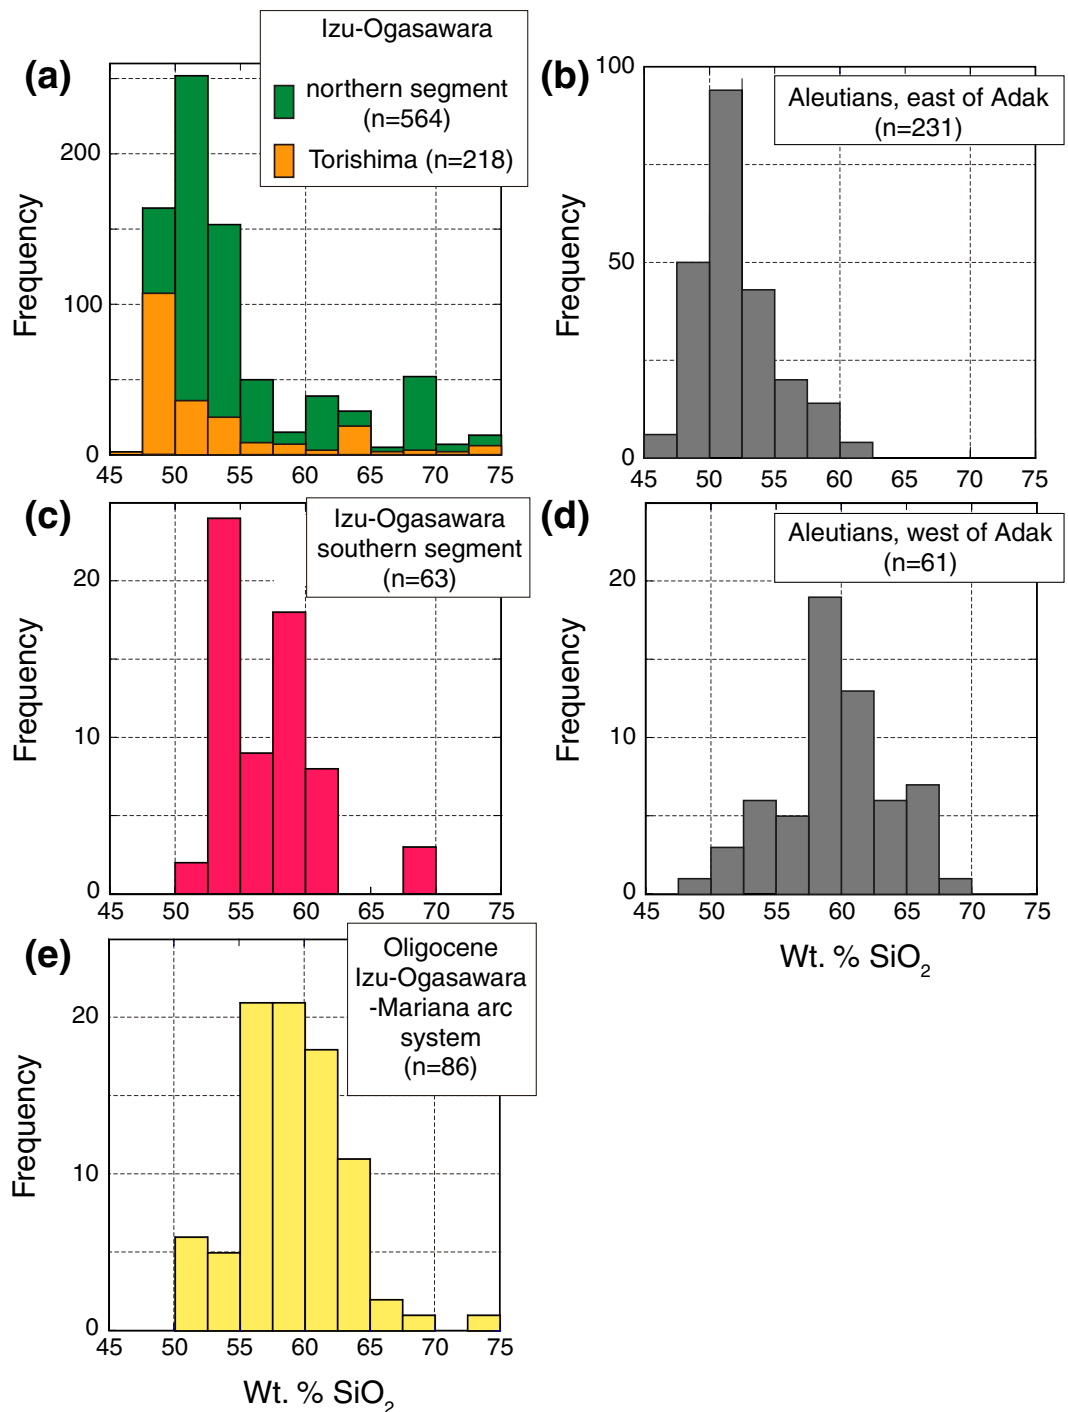 (a)
Izu-Ogasawara
northern segment
(n=564)
Torishima (n=218)
Frequency
200
100
0
45 50 55 60 65 70 75
(b)
Aleutians, east of Adak
(n=231)
Frequency
100
50
0
45 50 55 60 65 70 75
(c)
Izu-Ogasawara
southern segment
(n=63)
Frequency
20
10
0
45 50 55 60 65 70 75
(d)
Aleutians, west of Adak
(n=61)
Frequency
20
10
0
45 50 55 60 65 70 75
Wt. % SiO₂
(e)
Oligocene
Izu-Ogasawara
-Mariana arc
system
(n=86)
Frequency
20
10
0
45 50 55 60 65 70 75
Wt. % SiO₂